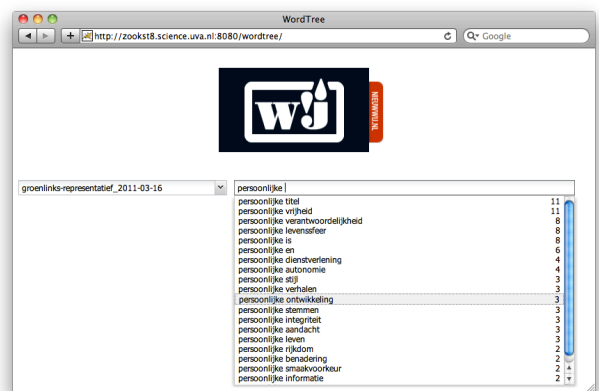 WordTree
http://zookst8.science.uva.nl:8080/wordtree/
Google
wij
NIEUWWIJ.NL
groenlinks-representatief_2011-03-16
persoonlijke
persoonlijke titel 11
persoonlijke vrijheid 11
persoonlijke verantwoordelijkheid 8
persoonlijke levenssfeer 8
persoonlijke is 8
persoonlijke en 6
persoonlijke dienstverlening 4
persoonlijke autonomie 4
persoonlijke stijl 3
persoonlijke verhalen 3
persoonlijke ontwikkeling 3
persoonlijke stemmen 3
persoonlijke integriteit 3
persoonlijke aandacht 3
persoonlijke leven 3
persoonlijke rijkdom 2
persoonlijke benadering 2
persoonlijke smaakvoorkeur 2
persoonlijke informatie 2